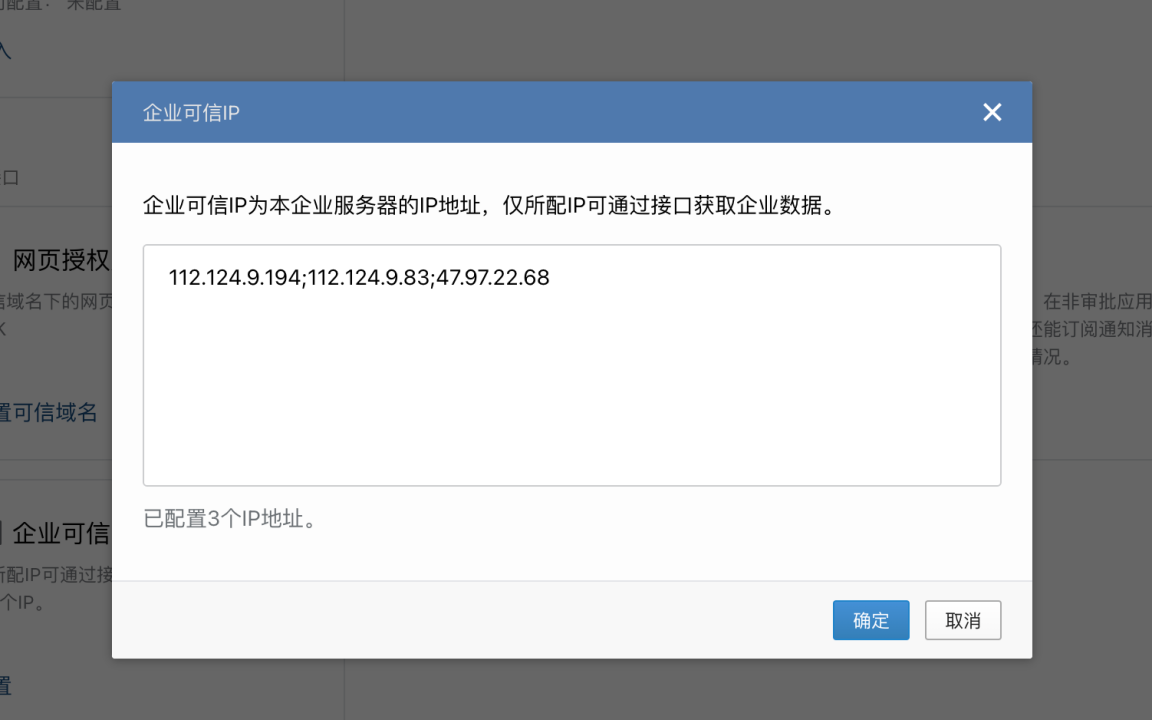 可配置： 未配置
入
企业可信IP
口
企业可信IP为本企业服务器的IP地址，仅所配IP可通过接口获取企业数据。
112.124.9.194;112.124.9.83;47.97.22.68
网页授权
信域名下的网页
K
在非审批应用
还能订阅通知消
情况。
置可信域名
已配置3个IP地址。
企业可信
所配IP可通过接
个IP。
确定
取消
置